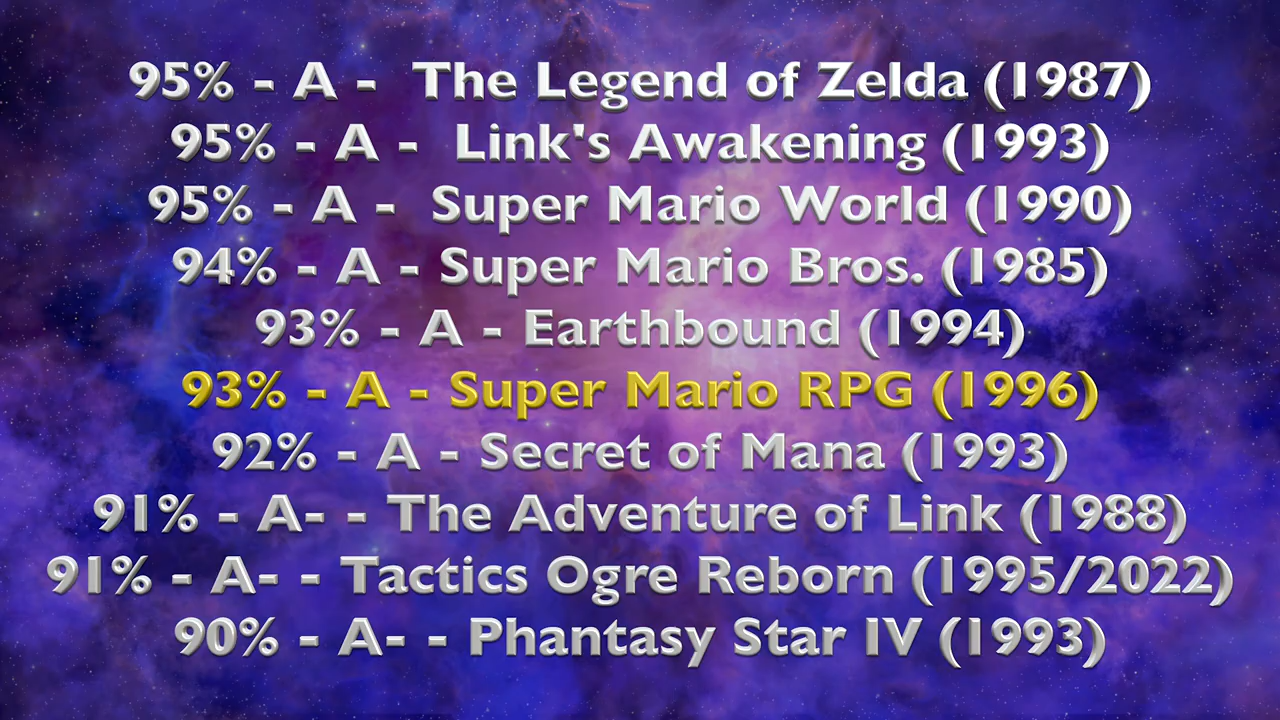 95% - A -  The Legend of Zelda (1987)
95% - A -  Link's Awakening (1993)
95% - A -  Super Mario World (1990)
94% - A - Super Mario Bros. (1985)
93% - A - Earthbound (1994)
93% - A - Super Mario RPG (1996)
92% - A - Secret of Mana (1993)
91% - A- - The Adventure of Link (1988)
91% - A- - Tactics Ogre Reborn (1995/2022)
90% - A- - Phantasy Star IV (1993)